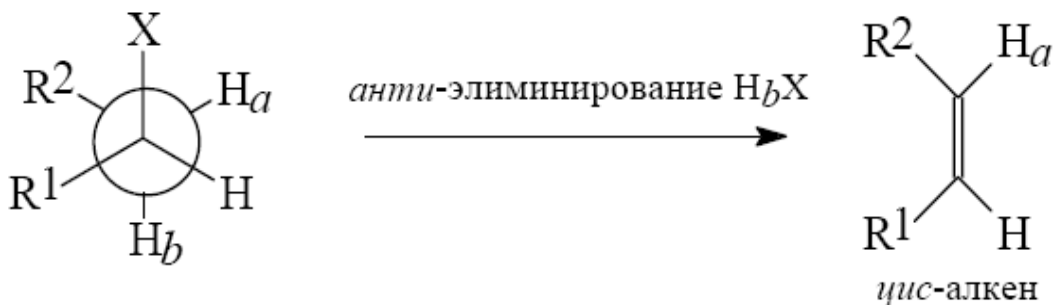 X
R2
Ha
анти-элиминирование HbX
R1
H
Hb
R2
Ha
R1
H
цис-алкен